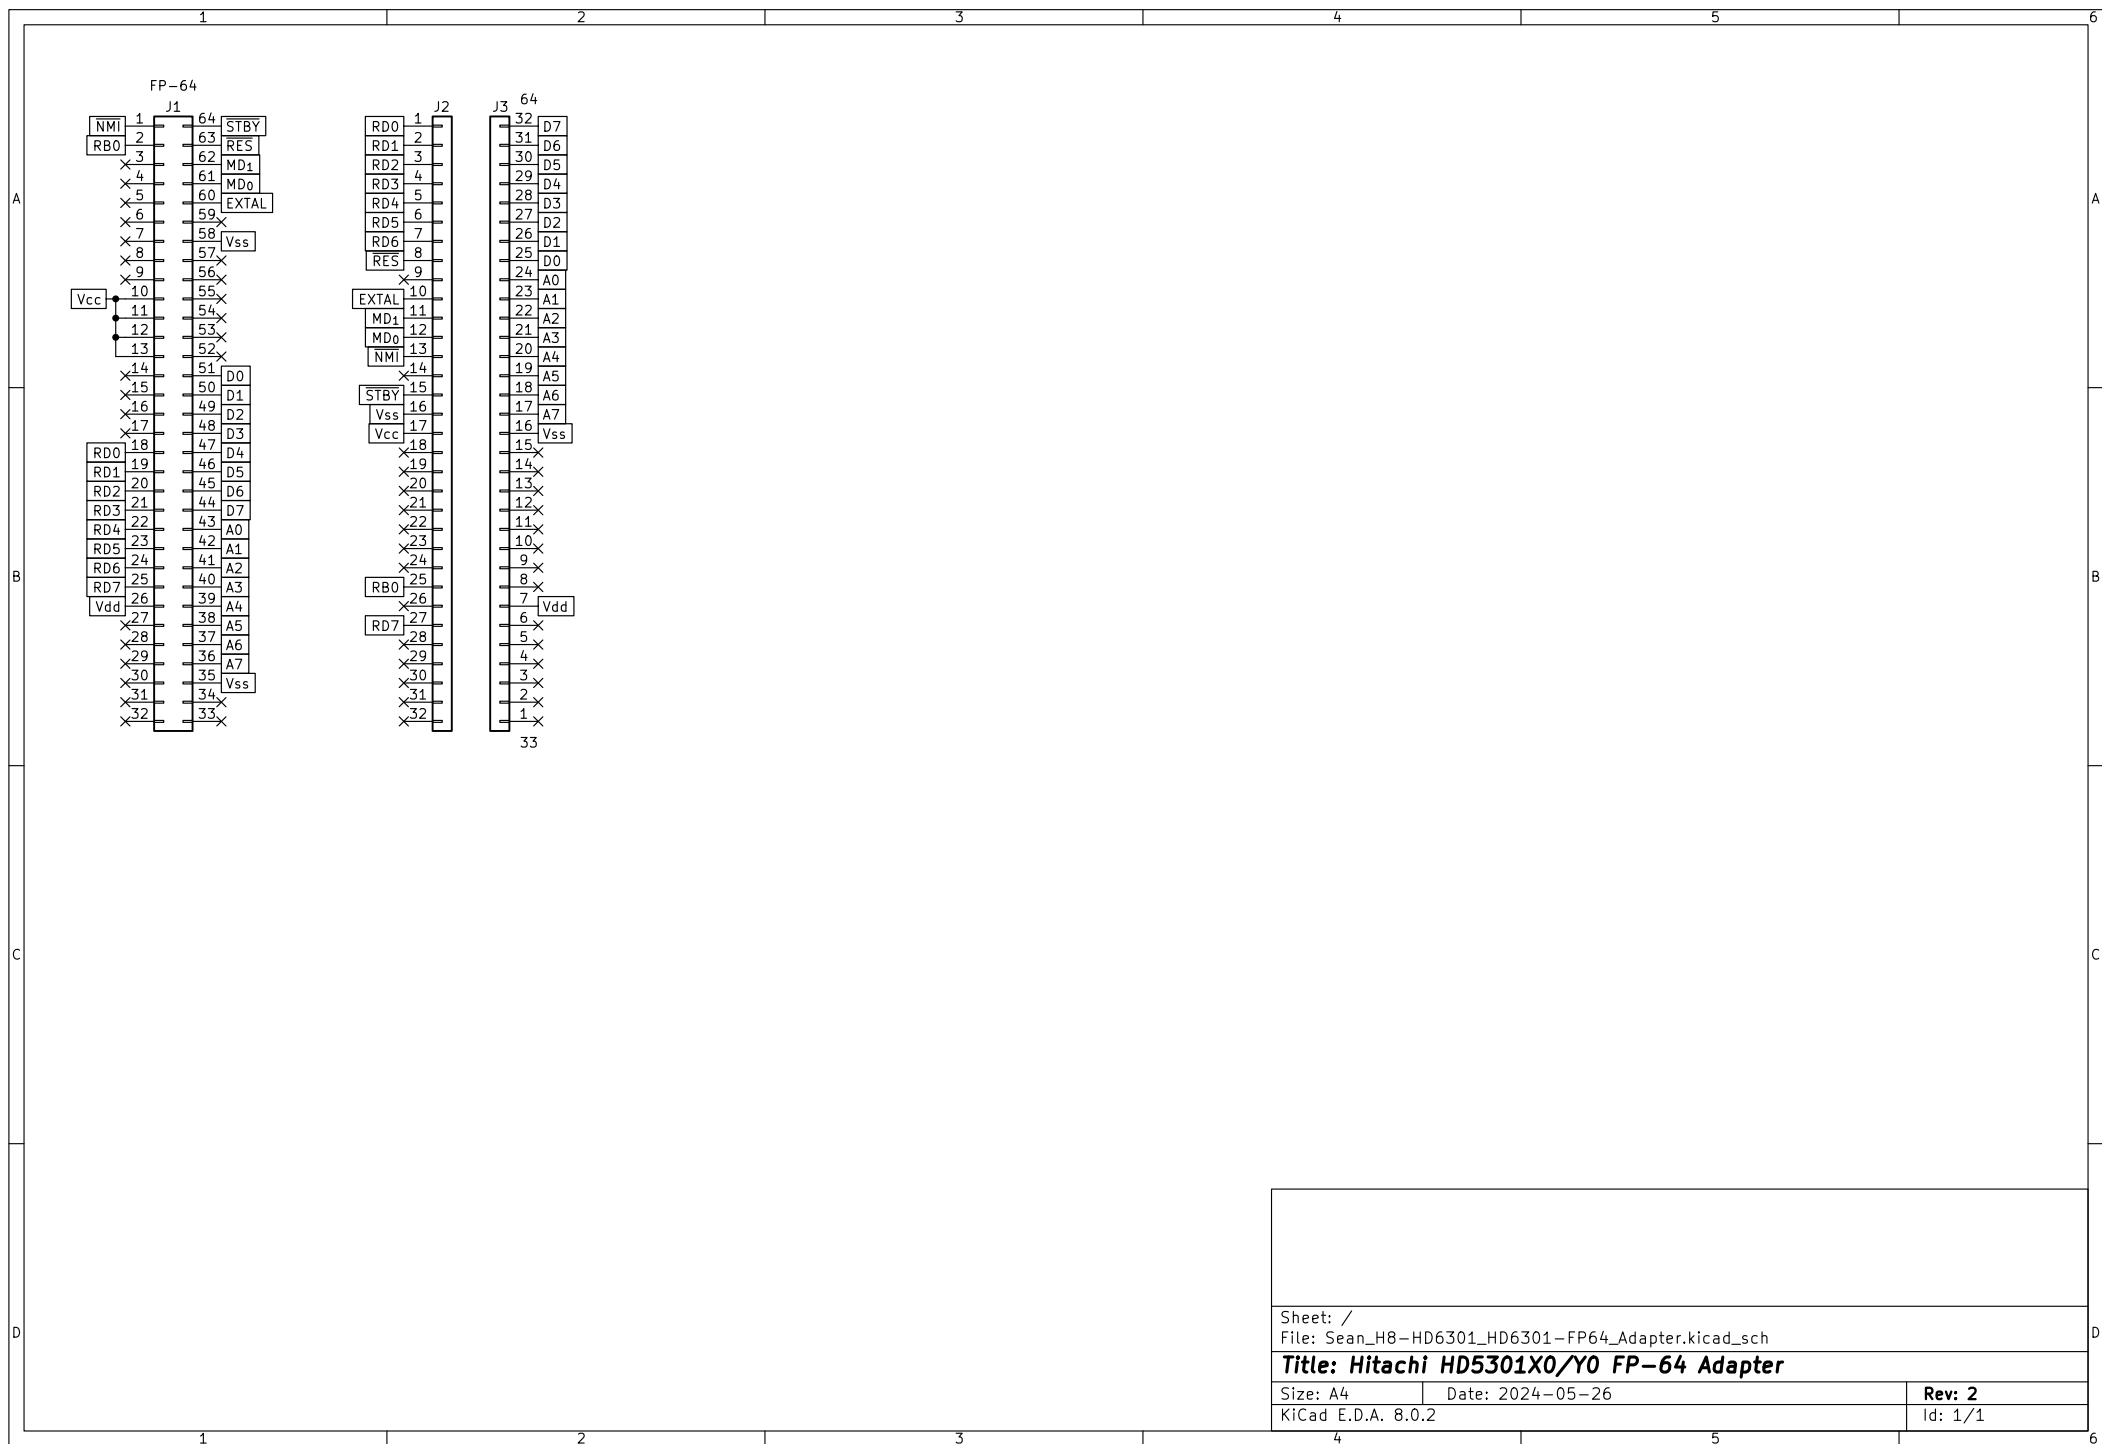 1 2 3 4 5 6
FP-64
J1 J2 J3 64
NMI 1 64 STBY RD0 1 32 D7
RB0 2 63 RES RD1 2 31 D6
3 62 MD1 RD2 3 30 D5
4 61 MD0 RD3 4 29 D4
A 5 60 EXTAL RD4 5 28 D3 A
6 59 RD5 6 27 D2
7 58 Vss RD6 7 26 D1
8 57 RES 8 25 D0
9 56 9 24 A0
Vcc 10 55 EXTAL 10 23 A1
11 54 MD1 11 22 A2
12 53 MD0 12 21 A3
13 52 NMI 13 20 A4
14 51 D0 14 19 A5
15 50 D1 STBY 15 18 A6
16 49 D2 Vss 16 17 A7
17 48 D3 Vcc 17 16 Vss
RD0 18 47 D4 18 15
RD1 19 46 D5 19 14
RD2 20 45 D6 20 13
RD3 21 44 D7 21 12
RD4 22 43 A0 22 11
RD5 23 42 A1 23 10
RD6 24 41 A2 24 9
B RD7 25 40 A3 RB0 25 8 B
Vdd 26 39 A4 26 7 Vdd
27 38 A5 RD7 27 6
28 37 A6 28 5
29 36 A7 29 4
30 35 Vss 30 3
31 34 31 2
32 33 32 1
33
C C
D D
Sheet: /
File: Sean_H8-HD6301_HD6301-FP64_Adapter.kicad_sch
Title: Hitachi HD5301X0/Y0 FP-64 Adapter
Size: A4 Date: 2024-05-26 Rev: 2
KiCad E.D.A. 8.0.2 Id: 1/1
1 2 3 4 5 6